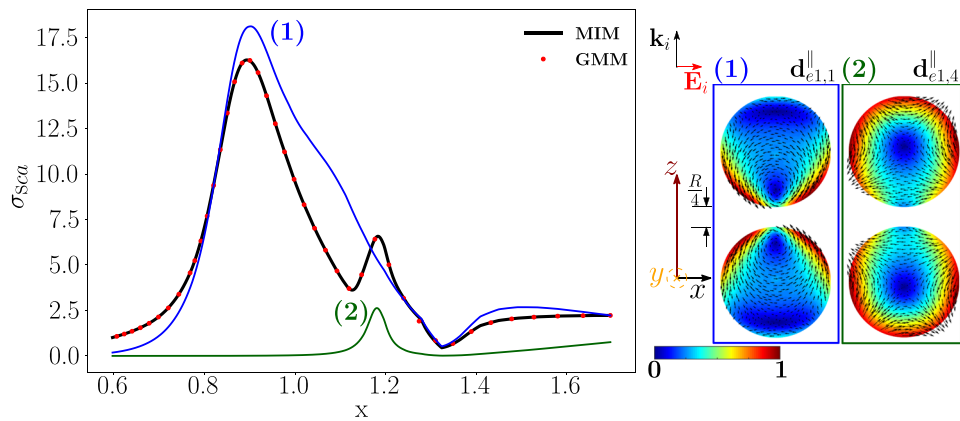 17.5
15.0
12.5
10.0
7.5
5.0
2.5
0.0
σSca
0.6 0.8 1.0 1.2 1.4 1.6
x
(1)
(2)
MIM
GMM
k_i
E_i
(1) d^∥_{e1,1}
(2) d^∥_{e1,4}
z
R/4
y
x
0 1